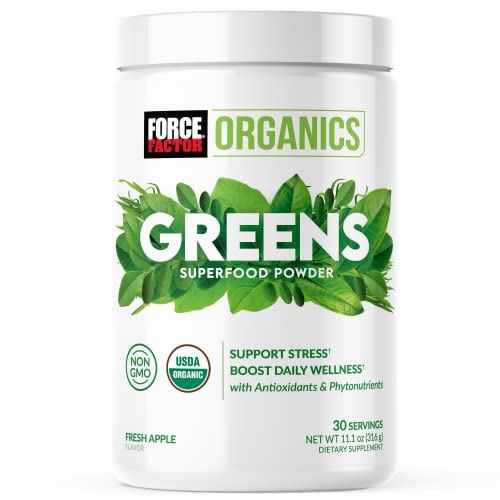 FORCE
FACTOR®
ORGANICS
GREENS
SUPERFOOD POWDER
NON
GMO
USDA
ORGANIC
SUPPORT STRESS†
BOOST DAILY WELLNESS†
with Antioxidants & Phytonutrients
FRESH APPLE
FLAVOR
30 SERVINGS
NET WT 11.1 oz (316 g)
DIETARY SUPPLEMENT